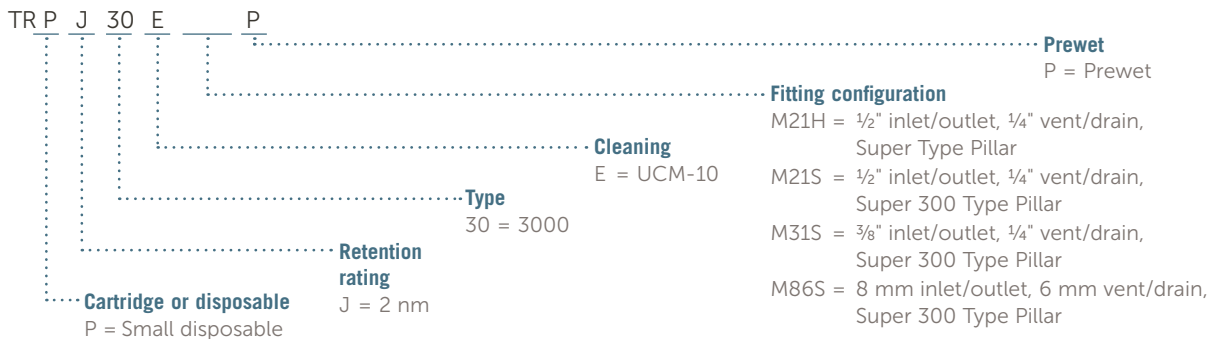 TR P J 30 E ___ P
Prewet
P = Prewet
Fitting configuration
M21H = ½" inlet/outlet, ¼" vent/drain,
Super Type Pillar
M21S = ½" inlet/outlet, ¼" vent/drain,
Super 300 Type Pillar
M31S = ⅜" inlet/outlet, ¼" vent/drain,
Super 300 Type Pillar
M86S = 8 mm inlet/outlet, 6 mm vent/drain,
Super 300 Type Pillar
Cleaning
E = UCM-10
Type
30 = 3000
Retention
rating
J = 2 nm
Cartridge or disposable
P = Small disposable